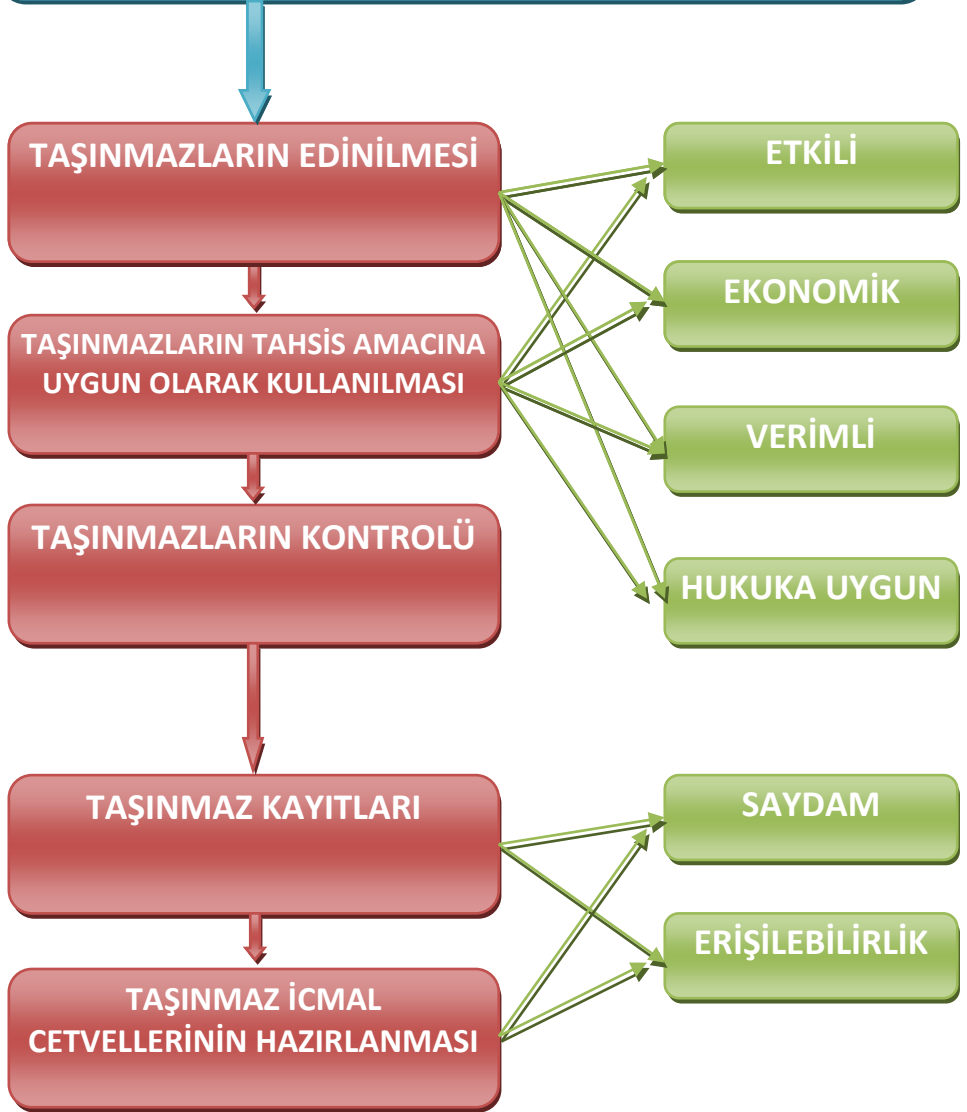 TAŞINMAZLARIN EDİNİLMESİ
ETKİLİ
EKONOMİK
TAŞINMAZLARIN TAHSİS AMACINA
UYGUN OLARAK KULLANILMASI
VERİMLİ
TAŞINMAZLARIN KONTROLÜ
HUKUKA UYGUN
TAŞINMAZ KAYITLARI
SAYDAM
ERİŞİLEBİLİRLİK
TAŞINMAZ İCMAL
CETVELLERİNİN HAZIRLANMASI